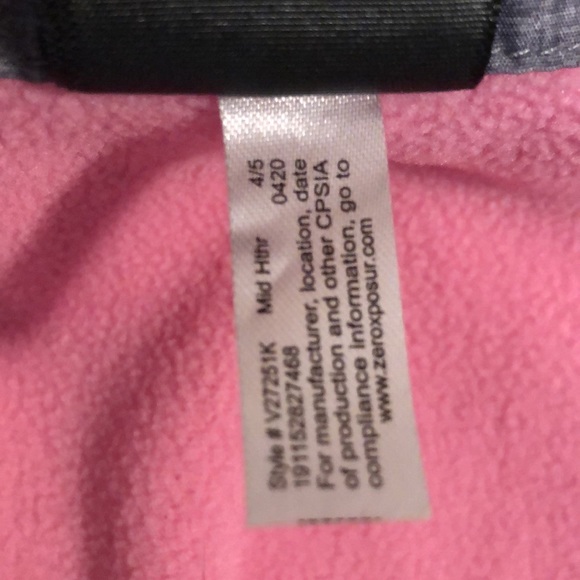 Style # V27251K Mid Hthr 4/5
191152827468 0420
For manufacturer, location, date
of production and other CPSIA
compliance information, go to
www.zeroxposur.com